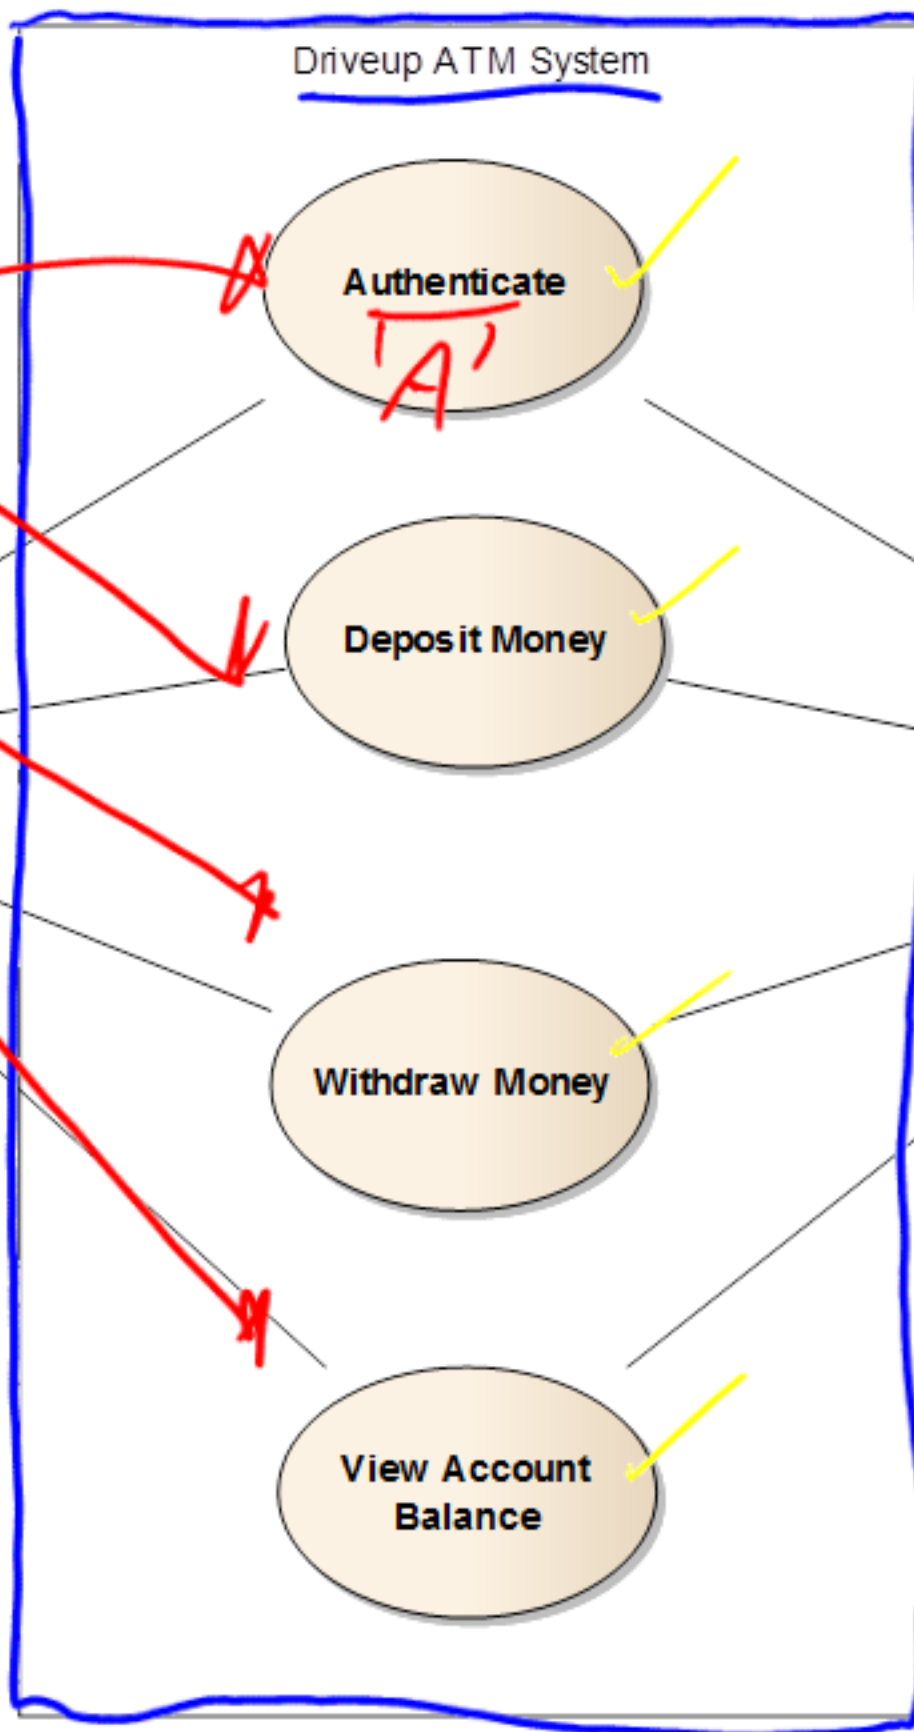 Driveup ATM System
Authenticate
'A'
Deposit Money
Withdraw Money
View Account
Balance